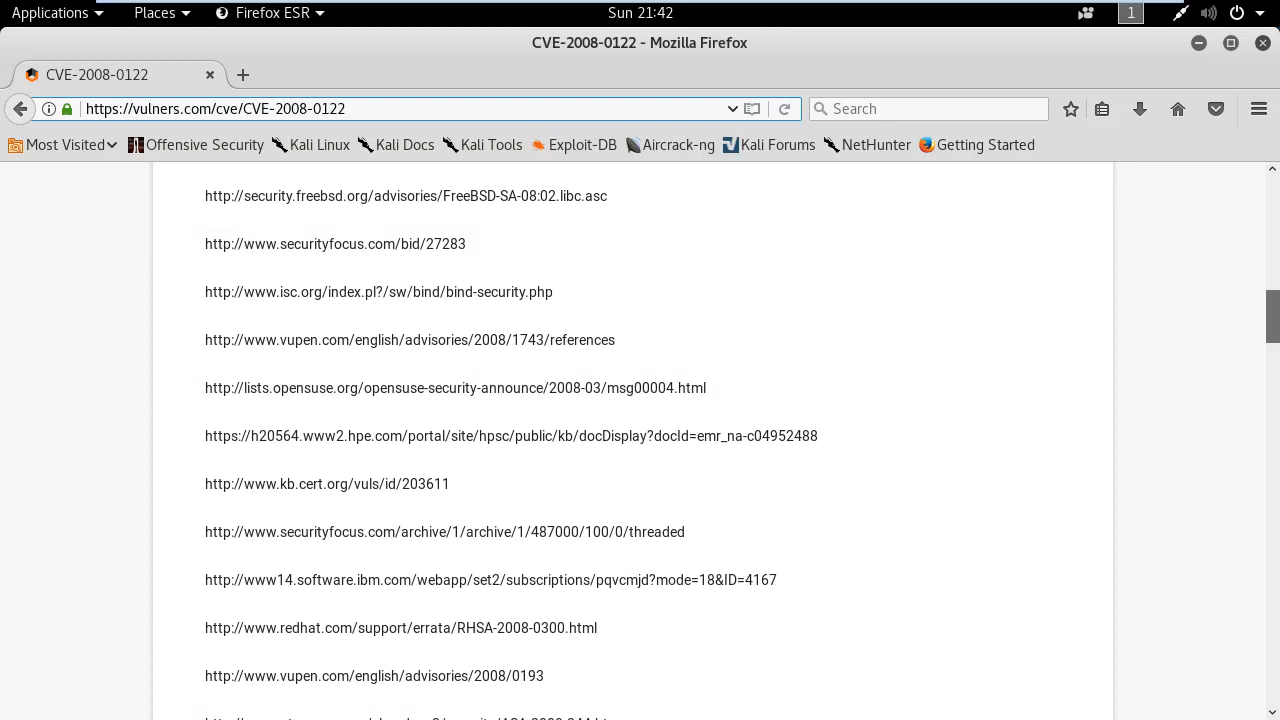 Applications Places Firefox ESR Sun 21:42 1
CVE-2008-0122 - Mozilla Firefox
CVE-2008-0122
https://vulners.com/cve/CVE-2008-0122 Search
Most Visited Offensive Security Kali Linux Kali Docs Kali Tools Exploit-DB Aircrack-ng Kali Forums NetHunter Getting Started
http://security.freebsd.org/advisories/FreeBSD-SA-08:02.libc.asc
http://www.securityfocus.com/bid/27283
http://www.isc.org/index.pl?/sw/bind/bind-security.php
http://www.vupen.com/english/advisories/2008/1743/references
http://lists.opensuse.org/opensuse-security-announce/2008-03/msg00004.html
https://h20564.www2.hpe.com/portal/site/hpsc/public/kb/docDisplay?docId=emr_na-c04952488
http://www.kb.cert.org/vuls/id/203611
http://www.securityfocus.com/archive/1/archive/1/487000/100/0/threaded
http://www14.software.ibm.com/webapp/set2/subscriptions/pqvcmjd?mode=18&ID=4167
http://www.redhat.com/support/errata/RHSA-2008-0300.html
http://www.vupen.com/english/advisories/2008/0193